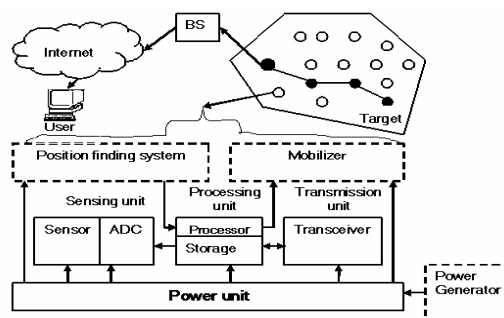 BS
Internet
User
Target
Position finding system
Mobilizer
Sensing unit
Processing
unit
Transmission
unit
Sensor
ADC
Processor
Storage
Transceiver
Power unit
Power
Generator